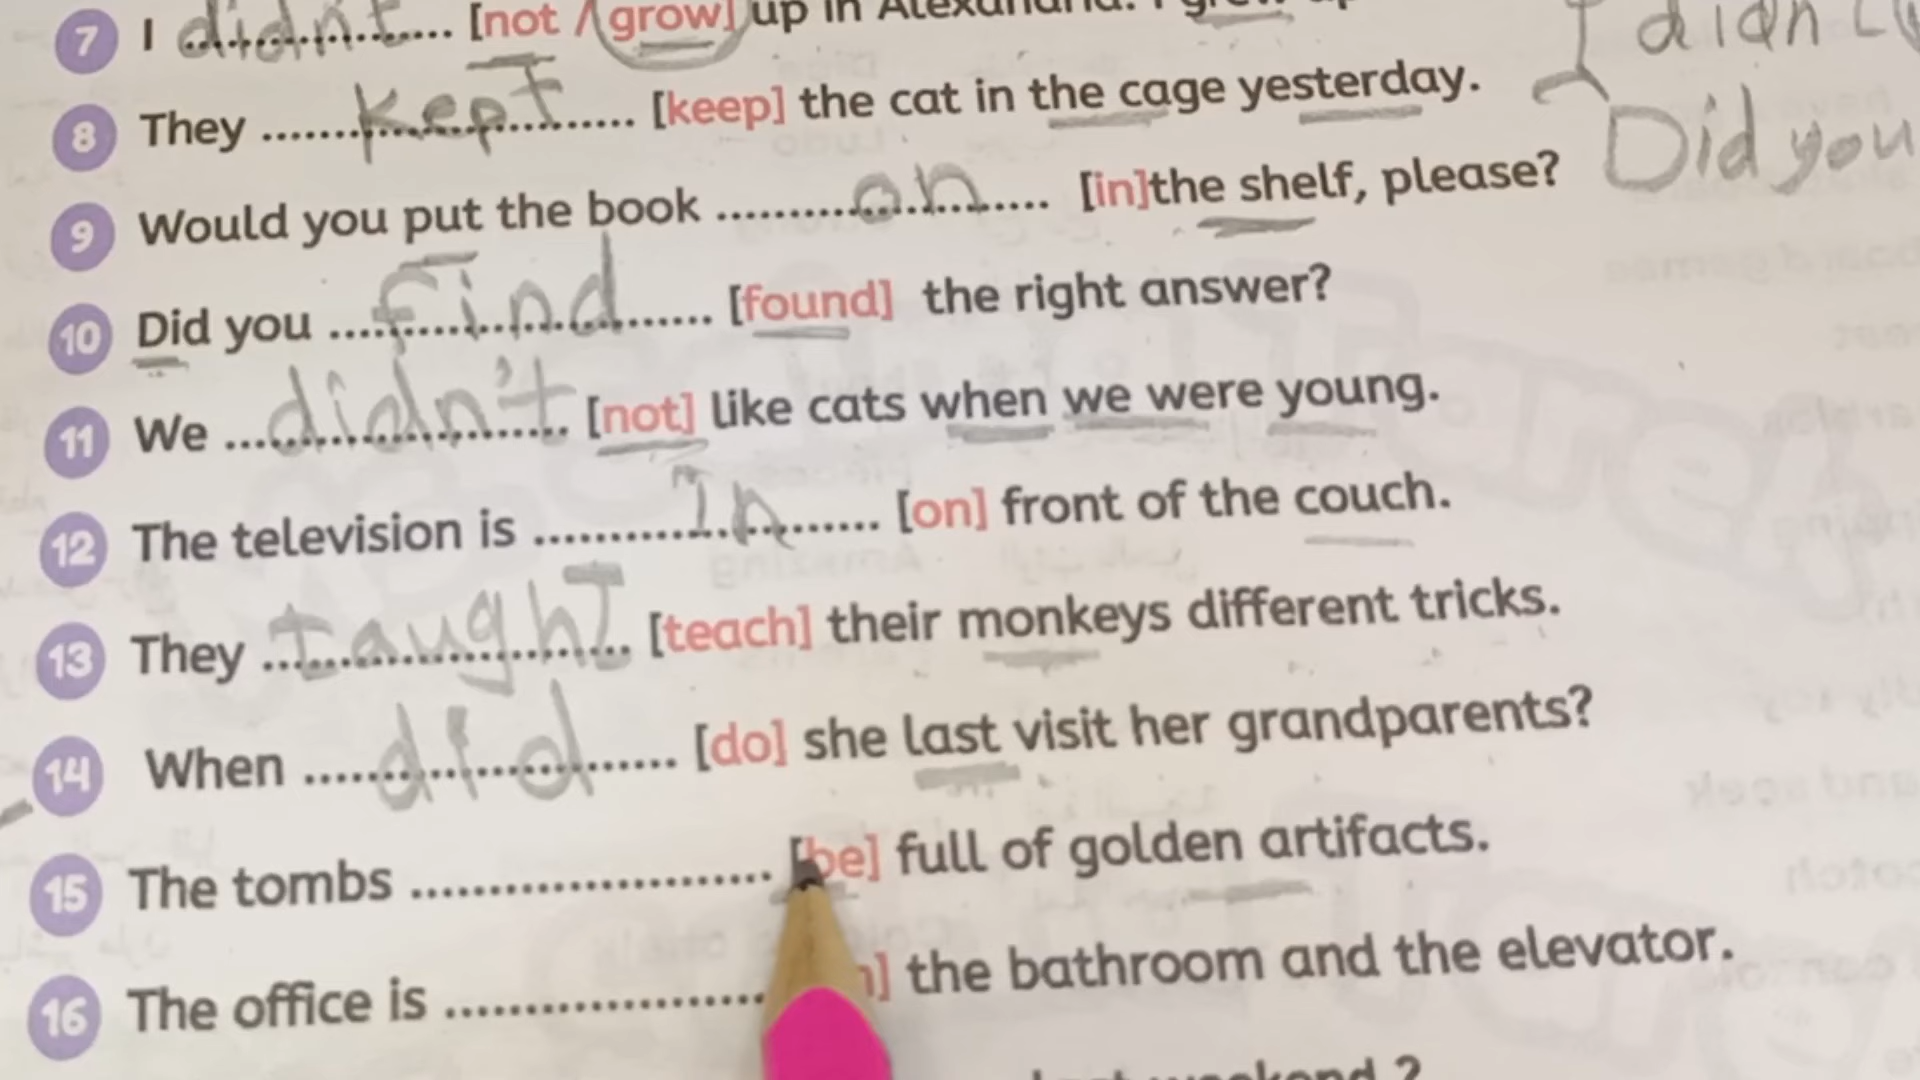 7 I didn't [not / grow] up in Alexandria. I grew up
8 They kept [keep] the cat in the cage yesterday.
9 Would you put the book on [in]the shelf, please?
Did you
10 Did you find [found] the right answer?
11 We didn't [not] like cats when we were young.
12 The television is in [on] front of the couch.
13 They taught [teach] their monkeys different tricks.
14 When did [do] she last visit her grandparents?
15 The tombs [be] full of golden artifacts.
16 The office is the bathroom and the elevator.
last weekend ?